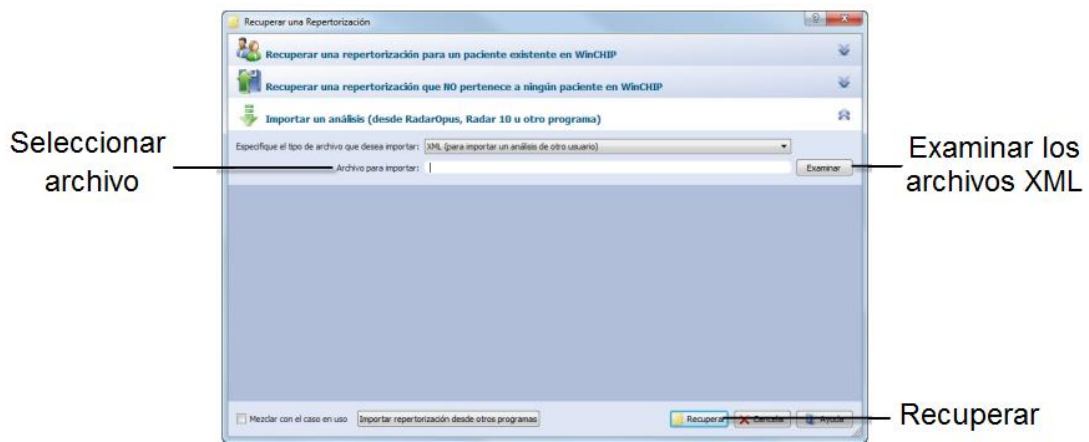 Recuperar una Repertorización
Recuperar una repertorización para un paciente existente en WinCHIP
Recuperar una repertorización que NO pertenece a ningún paciente en WinCHIP
Importar un análisis (desde RadarOpus, Radar 10 u otro programa)
Especifique el tipo de archivo que desea importar: XML (para importar un análisis de otro usuario)
Archivo para importar: Examinar
Seleccionar
archivo
Examinar los
archivos XML
Mezclar con el caso en uso Importar repertorización desde otros programas Recuperar Cancelar Ayuda
Recuperar